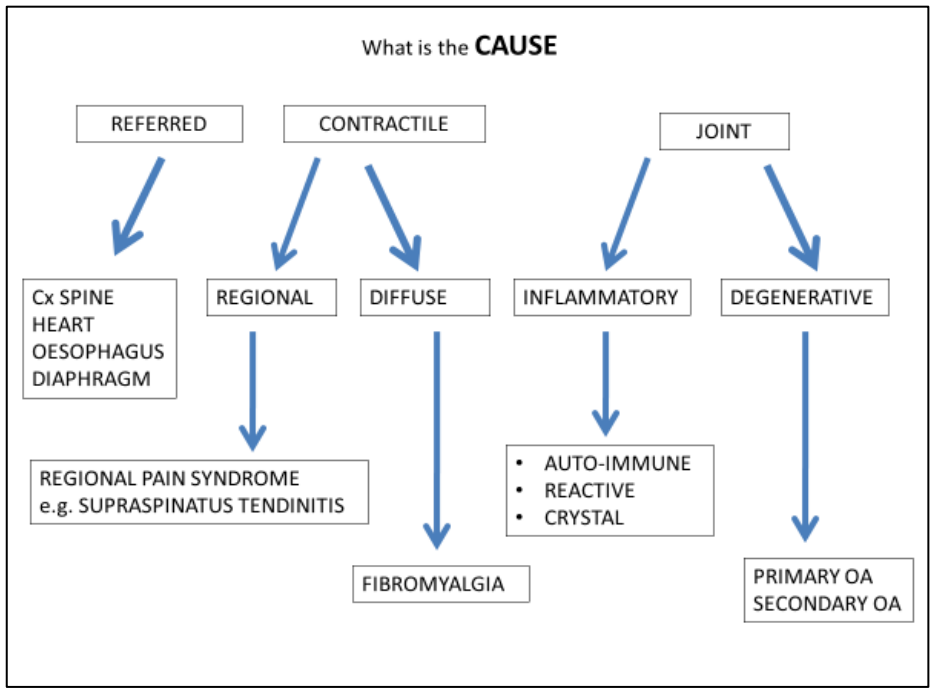 What is the CAUSE
REFERRED
CONTRACTILE
JOINT
Cx SPINE
HEART
OESOPHAGUS
DIAPHRAGM
REGIONAL
DIFFUSE
INFLAMMATORY
DEGENERATIVE
REGIONAL PAIN SYNDROME
e.g. SUPRASPINATUS TENDINITIS
• AUTO-IMMUNE
• REACTIVE
• CRYSTAL
FIBROMYALGIA
PRIMARY OA
SECONDARY OA